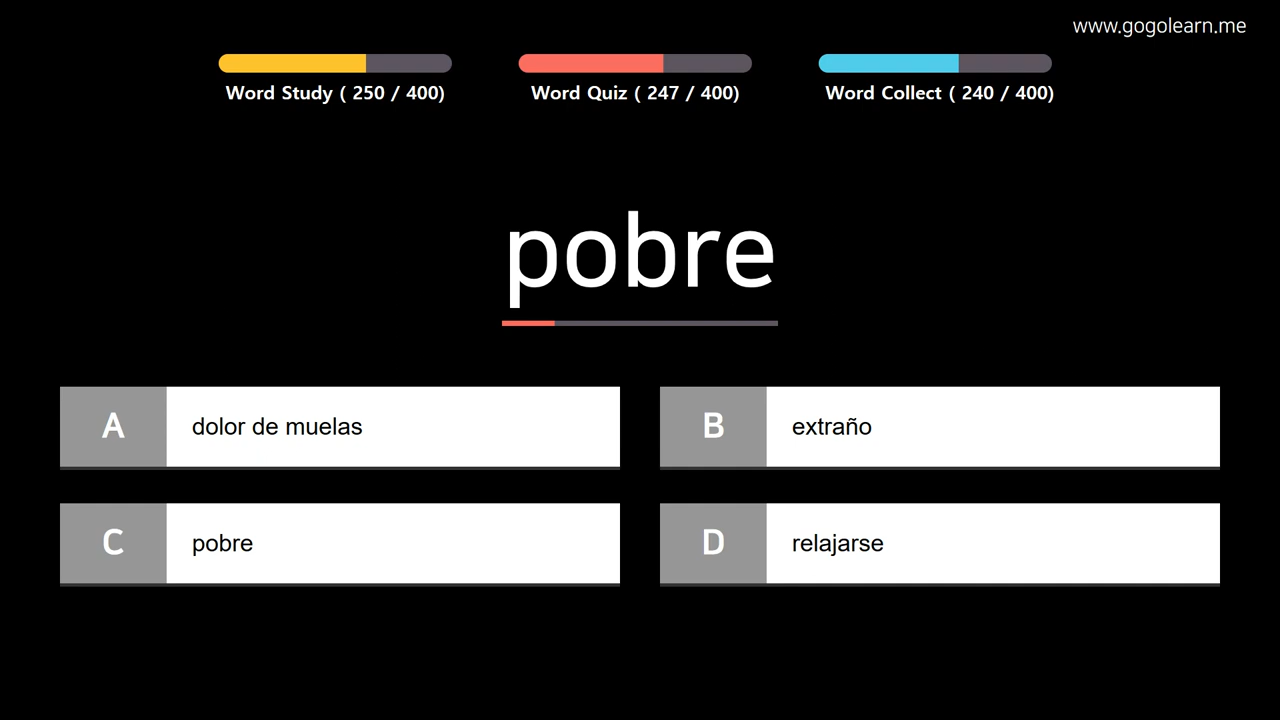 www.gogolearn.me
Word Study ( 250 / 400)
Word Quiz ( 247 / 400)
Word Collect ( 240 / 400)
pobre
A dolor de muelas
B extraño
C pobre
D relajarse